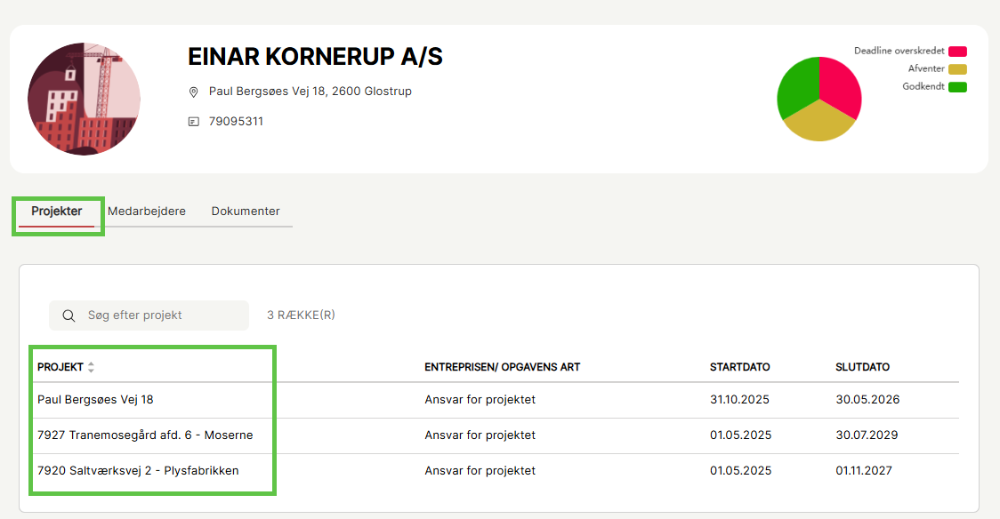 EINAR KORNERUP A/S
Paul Bergsøes Vej 18, 2600 Glostrup
79095311
Deadline overskredet
Afventer
Godkendt
Projekter Medarbejdere Dokumenter
Søg efter projekt 3 RÆKKE(R)
PROJEKT ENTREPRISEN/ OPGAVENS ART STARTDATO SLUTDATO
Paul Bergsøes Vej 18 Ansvar for projektet 31.10.2025 30.05.2026
7927 Tranemosegård afd. 6 - Moserne Ansvar for projektet 01.05.2025 30.07.2029
7920 Saltværksvej 2 - Plysfabrikken Ansvar for projektet 01.05.2025 01.11.2027